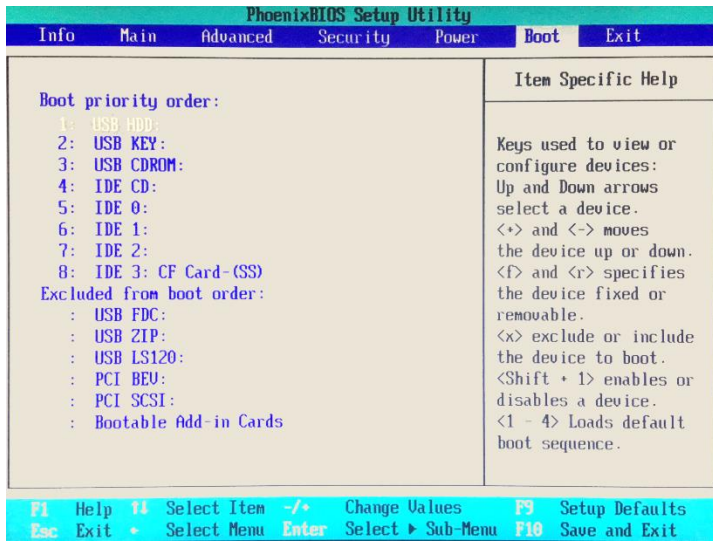 PhoenixBIOS Setup Utility
Info Main Advanced Security Power Boot Exit
Boot priority order:
1: USB HDD:
2: USB KEY:
3: USB CDROM:
4: IDE CD:
5: IDE 0:
6: IDE 1:
7: IDE 2:
8: IDE 3: CF Card-(SS)
Excluded from boot order:
: USB FDC:
: USB ZIP:
: USB LS120:
: PCI BEV:
: PCI SCSI:
: Bootable Add-in Cards
Item Specific Help
Keys used to view or
configure devices:
Up and Down arrows
select a device.
<+> and <-> moves
the device up or down.
<f> and <r> specifies
the device fixed or
removable.
<x> exclude or include
the device to boot.
<Shift + 1> enables or
disables a device.
<1 - 4> Loads default
boot sequence.
F1 Help ↑↓ Select Item -/+ Change Values F9 Setup Defaults
Esc Exit ← Select Menu Enter Select ▶ Sub-Menu F10 Save and Exit